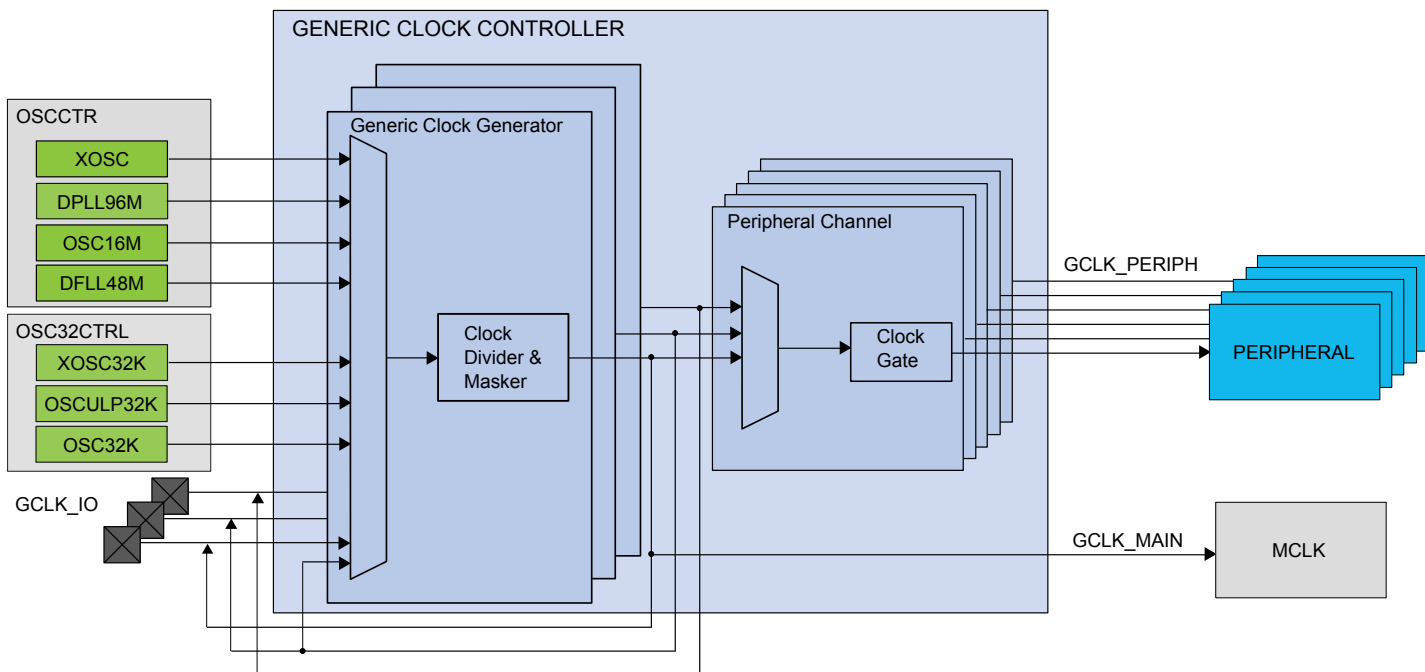 GENERIC CLOCK CONTROLLER
OSCCTR
XOSC
DPLL96M
OSC16M
DFLL48M
OSC32CTRL
XOSC32K
OSCULP32K
OSC32K
GCLK_IO
Generic Clock Generator
Clock
Divider &
Masker
Peripheral Channel
Clock
Gate
GCLK_PERIPH
PERIPHERAL
GCLK_MAIN
MCLK